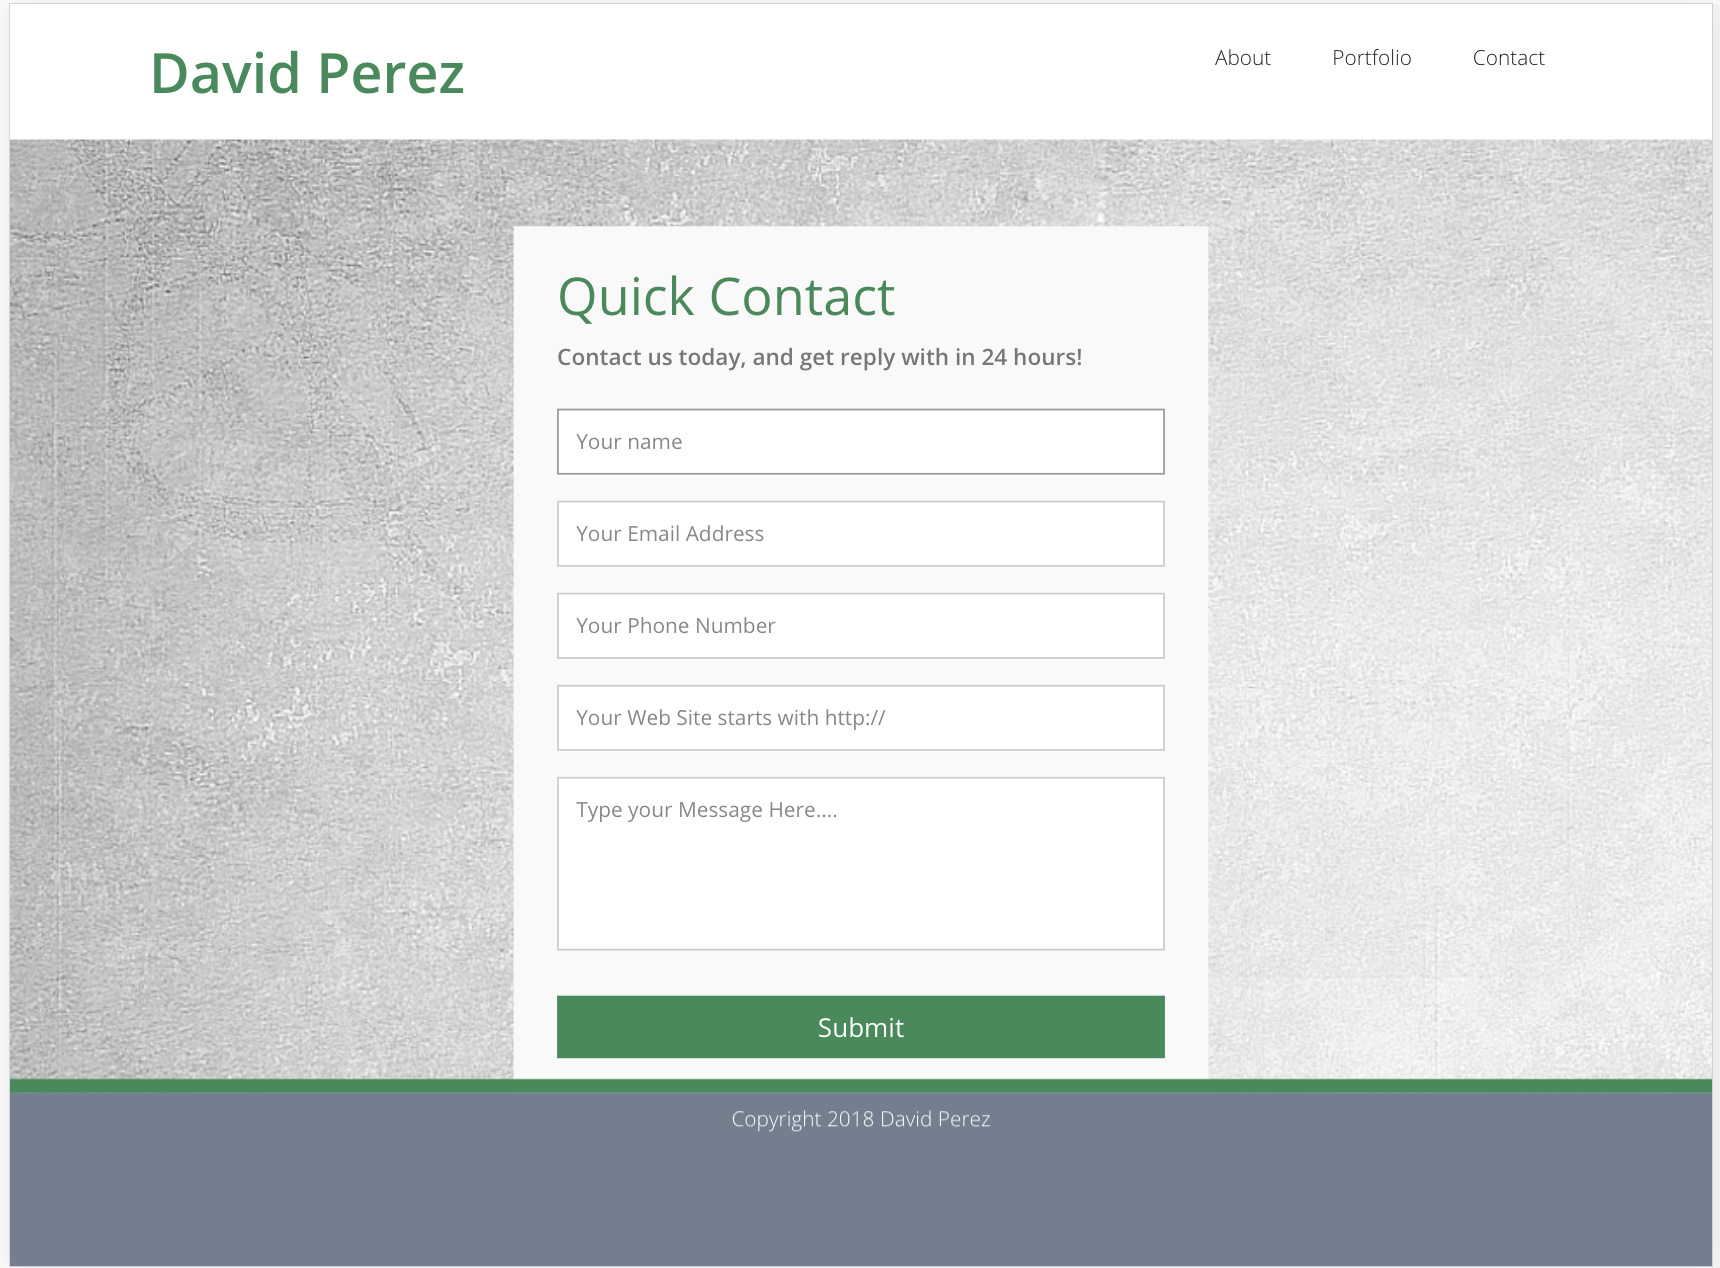 David Perez
About Portfolio Contact
Quick Contact
Contact us today, and get reply with in 24 hours!
Your name
Your Email Address
Your Phone Number
Your Web Site starts with http://
Type your Message Here....
Submit
Copyright 2018 David Perez